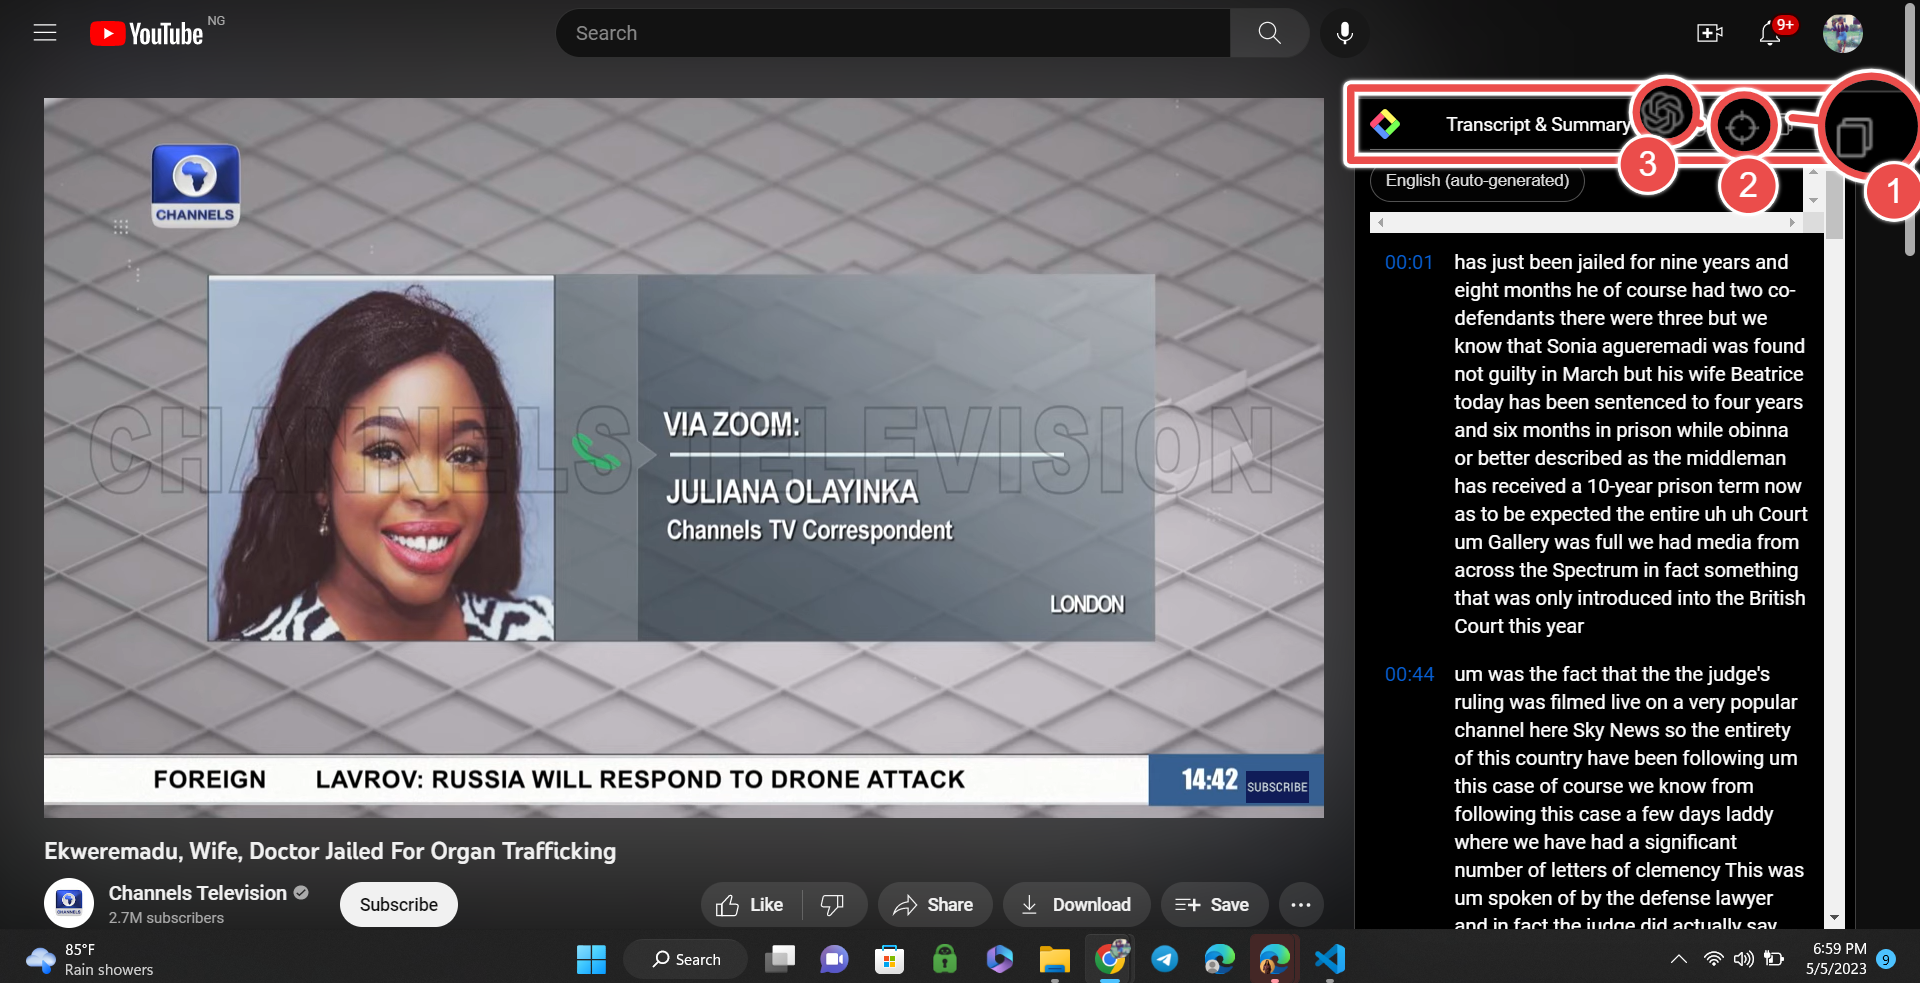 YouTube NG
Search
9+
Transcript & Summary
3
2
1
English (auto-generated)
CHANNELS
CHANNELS TELEVISION
VIA ZOOM:
JULIANA OLAYINKA
Channels TV Correspondent
LONDON
FOREIGN LAVROV: RUSSIA WILL RESPOND TO DRONE ATTACK
14:42 SUBSCRIBE
00:01 has just been jailed for nine years and
eight months he of course had two co-
defendants there were three but we
know that Sonia agueremadi was found
not guilty in March but his wife Beatrice
today has been sentenced to four years
and six months in prison while obinna
or better described as the middleman
has received a 10-year prison term now
as to be expected the entire uh uh Court
um Gallery was full we had media from
across the Spectrum in fact something
that was only introduced into the British
Court this year
00:44 um was the fact that the the judge's
ruling was filmed live on a very popular
channel here Sky News so the entirety
of this country have been following um
this case of course we know from
following this case a few days laddy
where we have had a significant
number of letters of clemency This was
um spoken of by the defense lawyer
and in fact the judge did actually say
Ekweremadu, Wife, Doctor Jailed For Organ Trafficking
CHANNELS
Channels Television
2.7M subscribers
Subscribe
Like
Share
Download
Save
85°F
Rain showers
Search
6:59 PM
5/5/2023
9